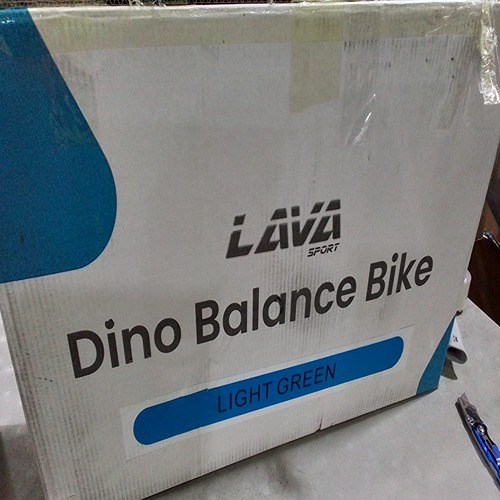 LAVA
SPORT
Dino Balance Bike
LIGHT GREEN